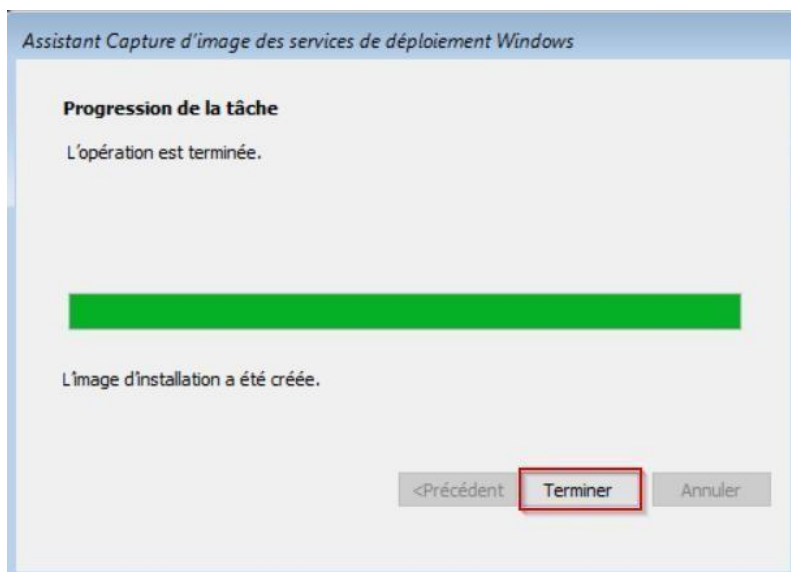 Assistant Capture d'image des services de déploiement Windows
Progression de la tâche
L'opération est terminée.
L'image d'installation a été créée.
<Précédent Terminer Annuler